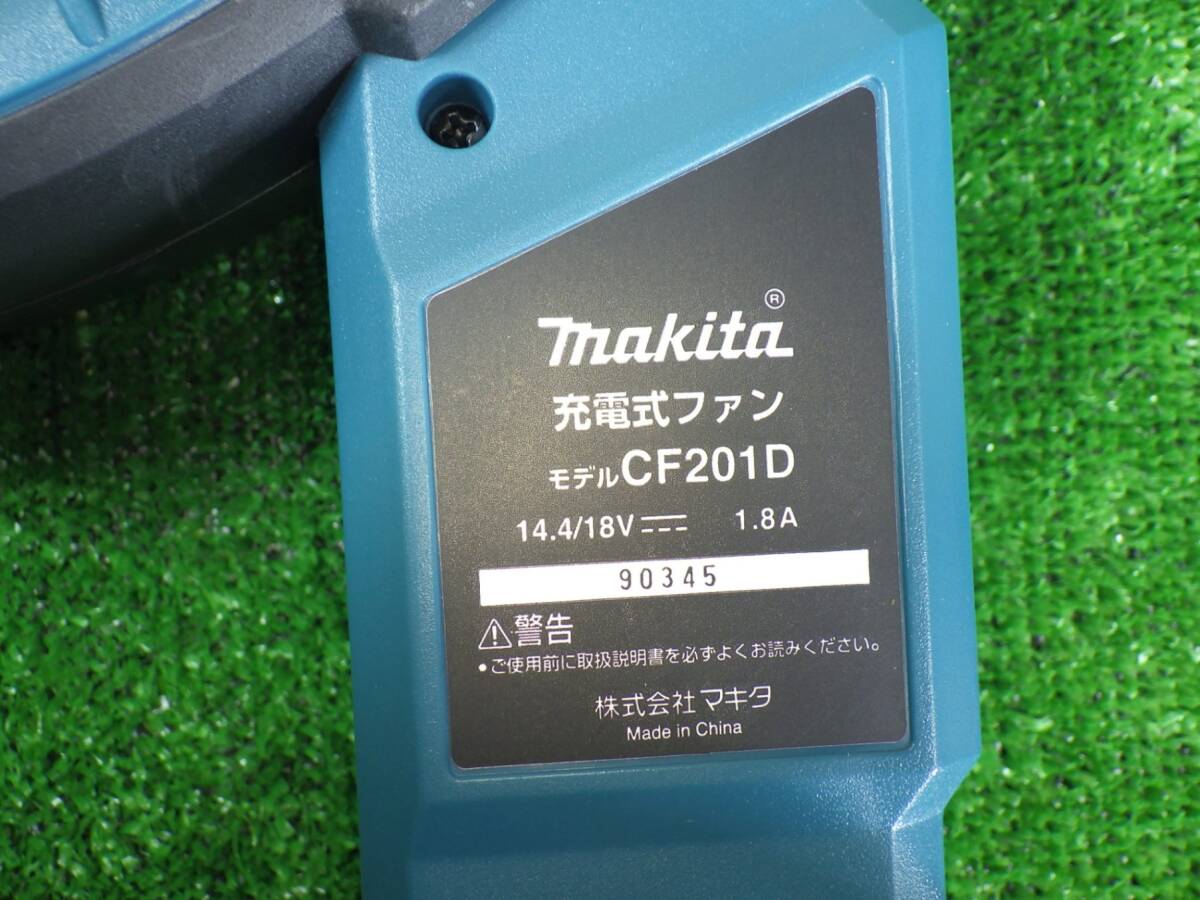 makita®
充電式ファン
モデルCF201D
14.4/18V 1.8A
90345
警告
•ご使用前に取扱説明書を必ずよくお読みください。
株式会社マキタ
Made in China